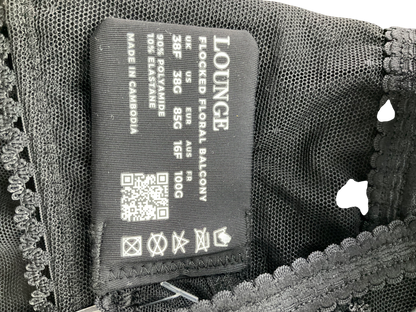 LOUNGE
FLOCKED FLORAL BALCONY
UK US EUR AUS FR
38F 38G 85G 16F 100G
90% POLYAMIDE
10% ELASTANE
MADE IN CAMBODIA